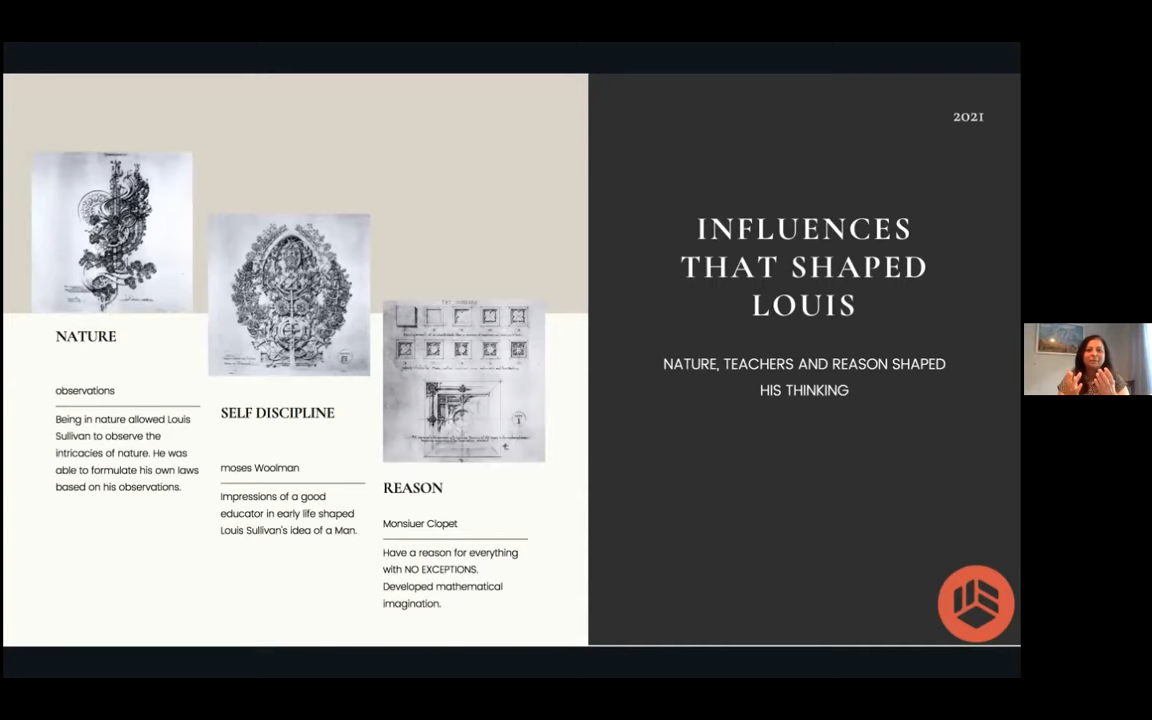 2021
INFLUENCES
THAT SHAPED
LOUIS
NATURE, TEACHERS AND REASON SHAPED
HIS THINKING
NATURE
observations
Being in nature allowed Louis
Sullivan to observe the
intricacies of nature. He was
able to formulate his own laws
based on his observations.
SELF DISCIPLINE
moses Woolman
Impressions of a good
educator in early life shaped
Louis Sullivan's idea of a Man.
REASON
Monsiuer Clopet
Have a reason for everything
with NO EXCEPTIONS.
Developed mathematical
imagination.